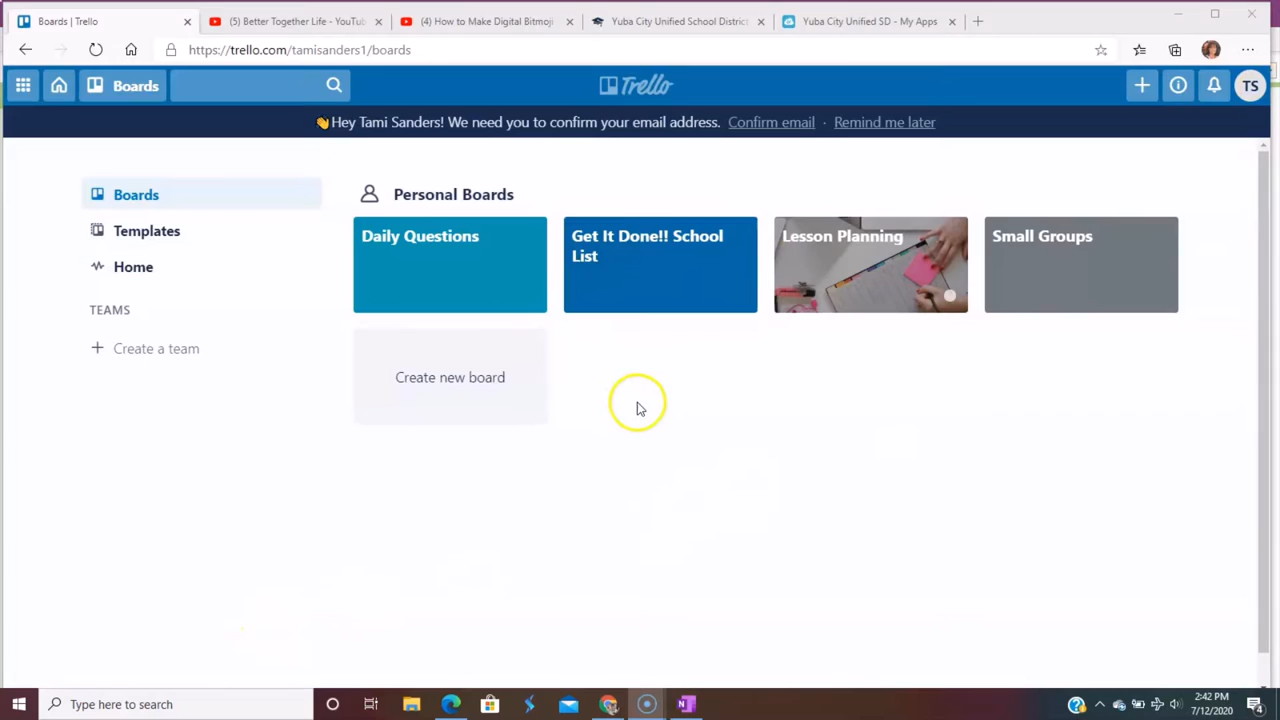 Boards | Trello
(5) Better Together Life - YouTub
(4) How to Make Digital Bitmoji
Yuba City Unified School District
Yuba City Unified SD - My Apps
https://trello.com/tamisanders1/boards
Boards
Trello
TS
Hey Tami Sanders! We need you to confirm your email address. Confirm email · Remind me later
Boards
Templates
Home
TEAMS
Create a team
Personal Boards
Daily Questions
Get It Done!! School
List
Lesson Planning
Small Groups
Create new board
Type here to search
2:42 PM
7/12/2020
4